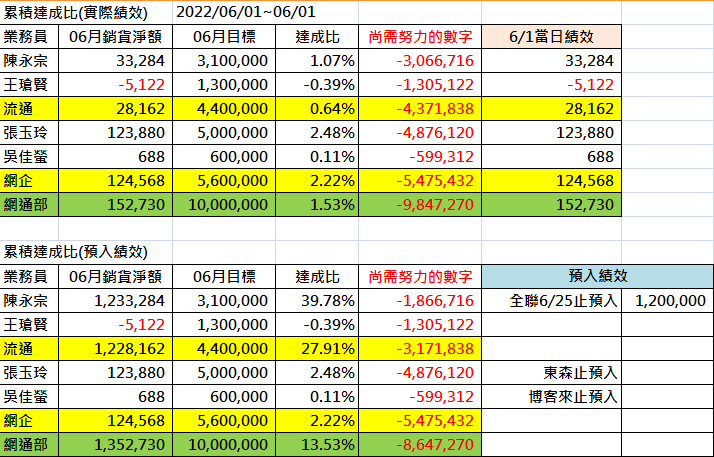 累積達成比(實際績效) 2022/06/01~06/01
業務員 06月銷貨淨額 06月目標 達成比 尚需努力的數字 6/1當日績效
陳永宗 33,284 3,100,000 1.07% -3,066,716 33,284
王瑲賢 -5,122 1,300,000 -0.39% -1,305,122 -5,122
流通 28,162 4,400,000 0.64% -4,371,838 28,162
張玉玲 123,880 5,000,000 2.48% -4,876,120 123,880
吳佳螢 688 600,000 0.11% -599,312 688
網企 124,568 5,600,000 2.22% -5,475,432 124,568
網通部 152,730 10,000,000 1.53% -9,847,270 152,730
累積達成比(預入績效)
業務員 06月銷貨淨額 06月目標 達成比 尚需努力的數字 預入績效
陳永宗 1,233,284 3,100,000 39.78% -1,866,716 全聯6/25止預入 1,200,000
王瑲賢 -5,122 1,300,000 -0.39% -1,305,122
流通 1,228,162 4,400,000 27.91% -3,171,838
張玉玲 123,880 5,000,000 2.48% -4,876,120 東森止預入
吳佳螢 688 600,000 0.11% -599,312 博客來止預入
網企 124,568 5,600,000 2.22% -5,475,432
網通部 1,352,730 10,000,000 13.53% -8,647,270